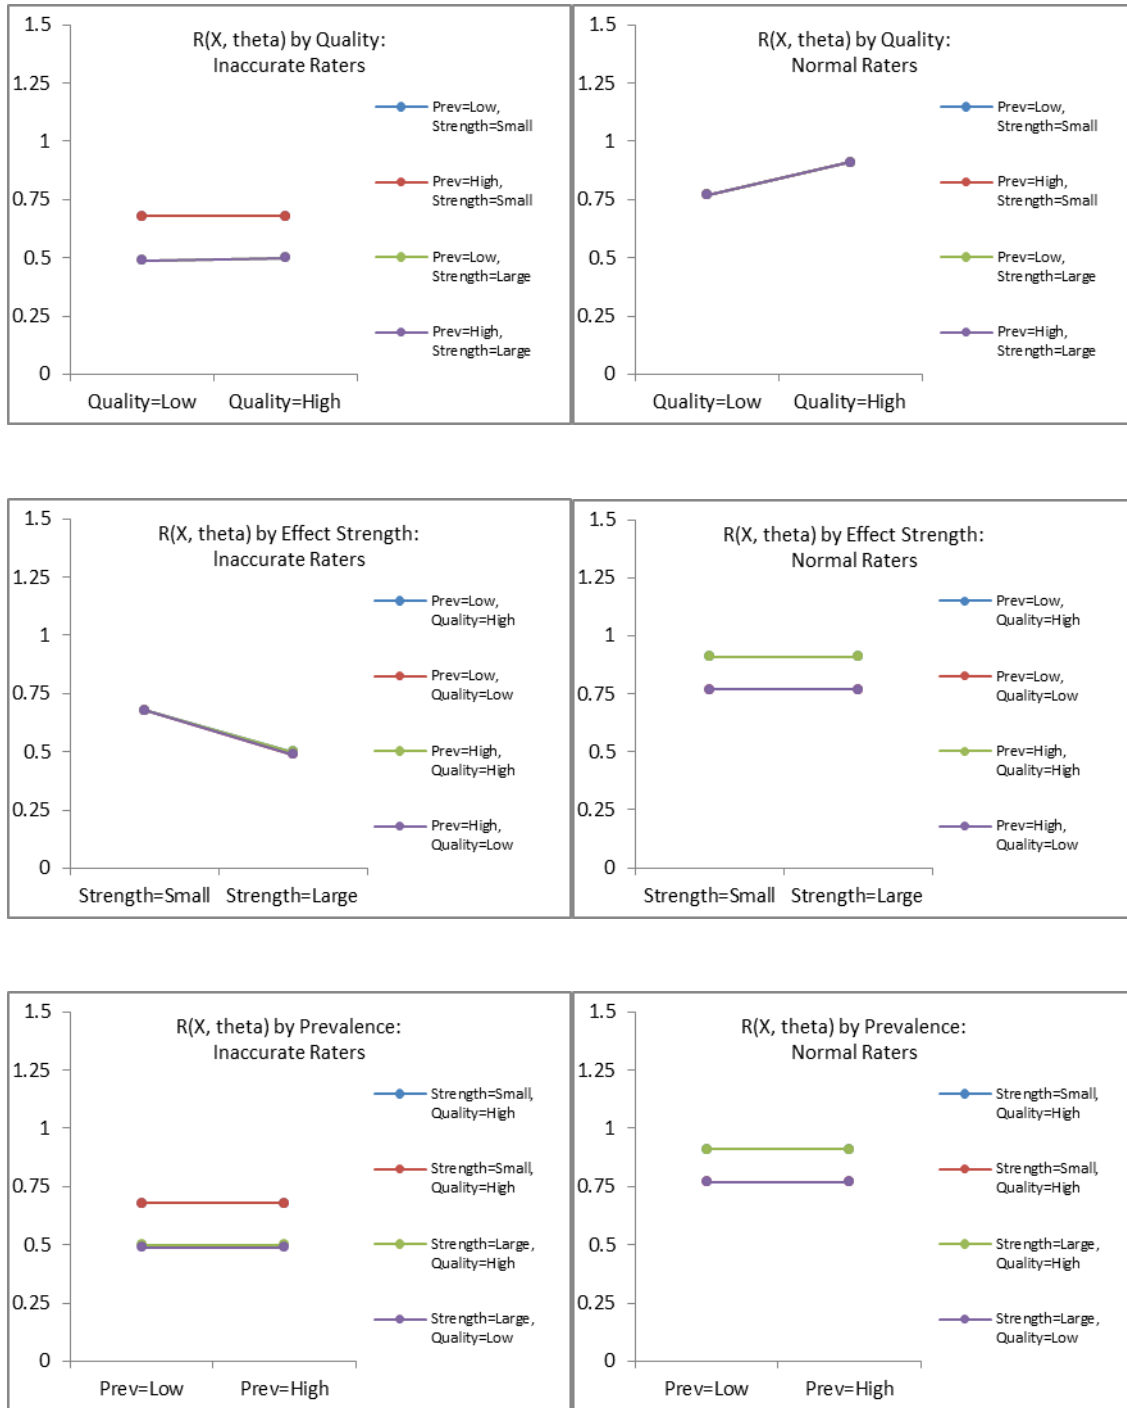 R(X, theta) by Quality:
Inaccurate Raters
1.5
1.25
1
0.75
0.5
0.25
0
Quality=Low
Quality=High
Prev=Low,
Strength=Small
Prev=High,
Strength=Small
Prev=Low,
Strength=Large
Prev=High,
Strength=Large
R(X, theta) by Quality:
Normal Raters
1.5
1.25
1
0.75
0.5
0.25
0
Quality=Low
Quality=High
Prev=Low,
Strength=Small
Prev=High,
Strength=Small
Prev=Low,
Strength=Large
Prev=High,
Strength=Large
R(X, theta) by Effect Strength:
Inaccurate Raters
1.5
1.25
1
0.75
0.5
0.25
0
Strength=Small
Strength=Large
Prev=Low,
Quality=High
Prev=Low,
Quality=Low
Prev=High,
Quality=High
Prev=High,
Quality=Low
R(X, theta) by Effect Strength:
Normal Raters
1.5
1.25
1
0.75
0.5
0.25
0
Strength=Small
Strength=Large
Prev=Low,
Quality=High
Prev=Low,
Quality=Low
Prev=High,
Quality=High
Prev=High,
Quality=Low
R(X, theta) by Prevalence:
Inaccurate Raters
1.5
1.25
1
0.75
0.5
0.25
0
Prev=Low
Prev=High
Strength=Small,
Quality=High
Strength=Small,
Quality=High
Strength=Large,
Quality=High
Strength=Large,
Quality=Low
R(X, theta) by Prevalence:
Normal Raters
1.5
1.25
1
0.75
0.5
0.25
0
Prev=Low
Prev=High
Strength=Small,
Quality=High
Strength=Small,
Quality=High
Strength=Large,
Quality=High
Strength=Large,
Quality=Low